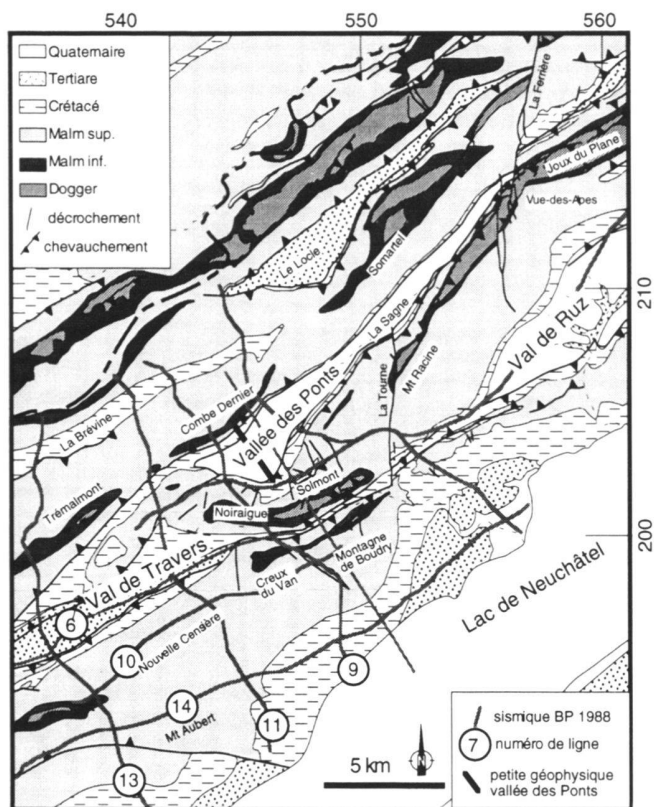 540
550
560
Quaternaire
Tertiaire
Crétacé
Malm sup.
Malm inf.
Dogger
décrochement
chevauchement
La Ferrière
Joux du Plane
Vue-des-Apes
Le Locle
Somartel
La Sagne
210
Val de Ruz
La Tourne
Mt Racine
Combe Dernier
Vallée des Ponts
La Brévine
Trémalmont
Solmont
Noiraigue
200
Val de Travers
Creux
du Van
Montagne
de Boudry
Lac de Neuchâtel
6
10
Nouvelle Censière
9
14
Mt Aubert
11
13
N
5 km
sismique BP 1988
7
numéro de ligne
petite géophysique
vallée des Ponts